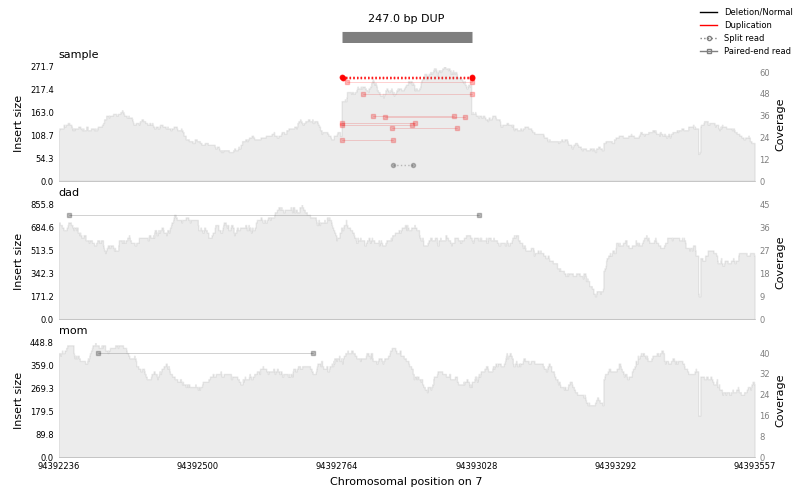 247.0 bp DUP
Deletion/Normal
Duplication
Split read
Paired-end read
sample
271.7
217.4
163.0
108.7
54.3
0.0
Insert size
60
48
36
24
12
0
Coverage
dad
855.8
684.6
513.5
342.3
171.2
0.0
Insert size
45
36
27
18
9
0
Coverage
mom
448.8
359.0
269.3
179.5
89.8
0.0
Insert size
40
32
24
16
8
0
Coverage
94392236 94392500 94392764 94393028 94393292 94393557
Chromosomal position on 7